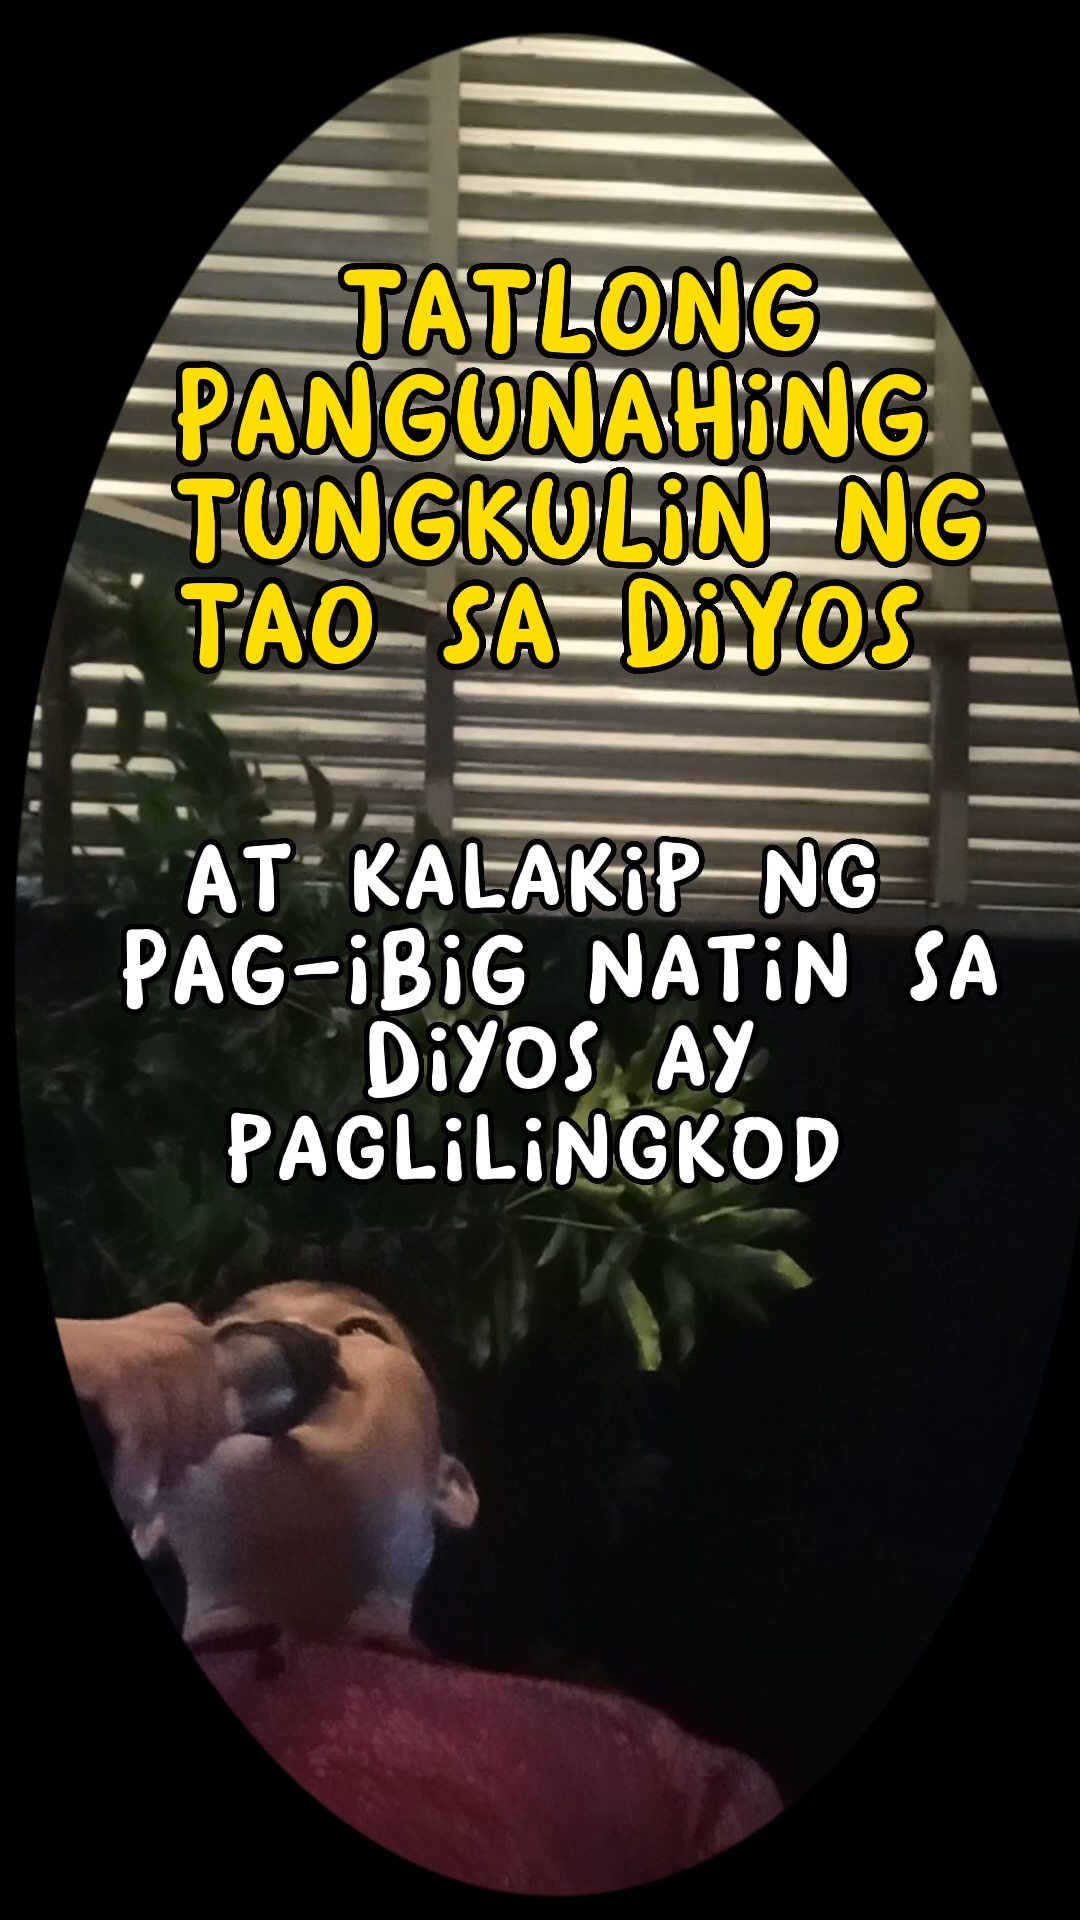 TATLONG
PANGUNAHiNG
TUNGKULiN NG
TAO SA DiYOS
AT KALAKiP NG
PAG-iBiG NATiN SA
DiYOS AY
PAGLiLiNGKOD